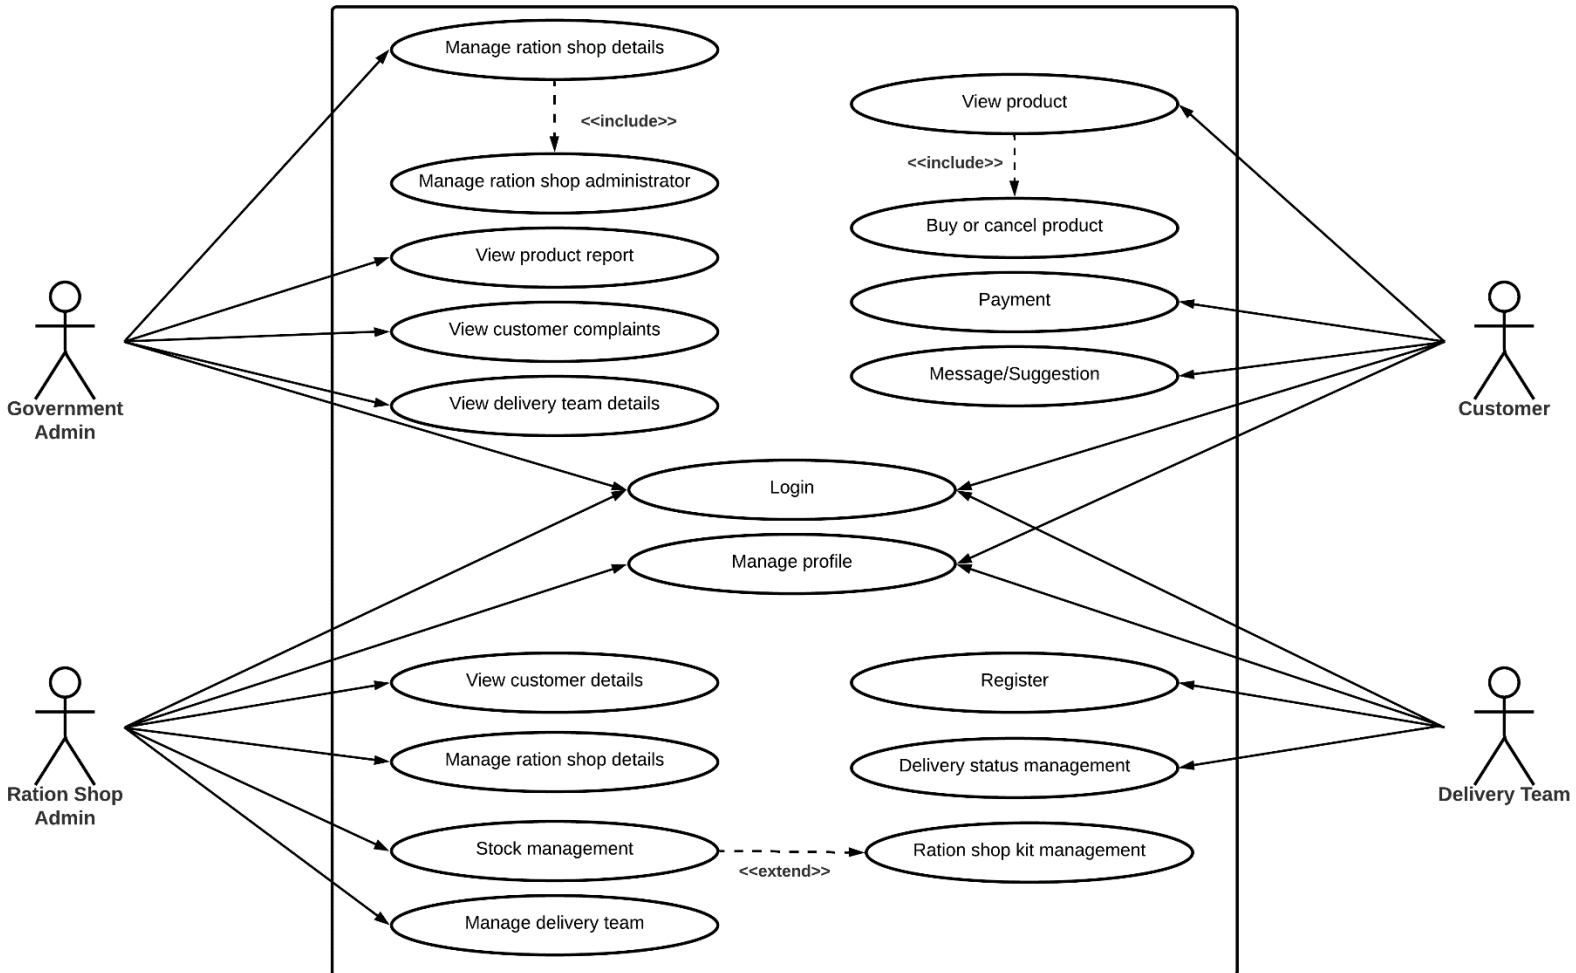 Manage ration shop details
<<include>>
Manage ration shop administrator
View product report
View customer complaints
View delivery team details
View product
<<include>>
Buy or cancel product
Payment
Message/Suggestion
Government
Admin
Customer
Login
Manage profile
View customer details
Manage ration shop details
Stock management
<<extend>>
Manage delivery team
Register
Delivery status management
Ration shop kit management
Ration Shop
Admin
Delivery Team